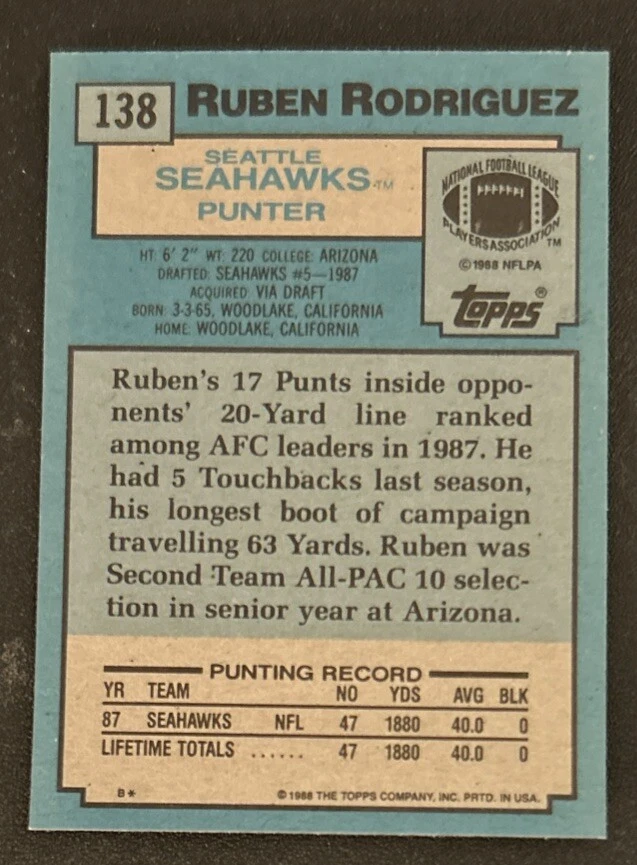 138 RUBEN RODRIGUEZ
SEATTLE
SEAHAWKS™
PUNTER
NATIONAL FOOTBALL LEAGUE
PLAYERS ASSOCIATION™
©1988 NFLPA
topps®
HT: 6' 2" WT: 220 COLLEGE: ARIZONA
DRAFTED: SEAHAWKS #5—1987
ACQUIRED: VIA DRAFT
BORN: 3-3-65, WOODLAKE, CALIFORNIA
HOME: WOODLAKE, CALIFORNIA
Ruben's 17 Punts inside oppo-
nents' 20-Yard line ranked
among AFC leaders in 1987. He
had 5 Touchbacks last season,
his longest boot of campaign
travelling 63 Yards. Ruben was
Second Team All-PAC 10 selec-
tion in senior year at Arizona.
PUNTING RECORD
YR TEAM NO YDS AVG BLK
87 SEAHAWKS NFL 47 1880 40.0 0
LIFETIME TOTALS ...... 47 1880 40.0 0
B* ©1988 THE TOPPS COMPANY, INC. PRTD. IN USA.